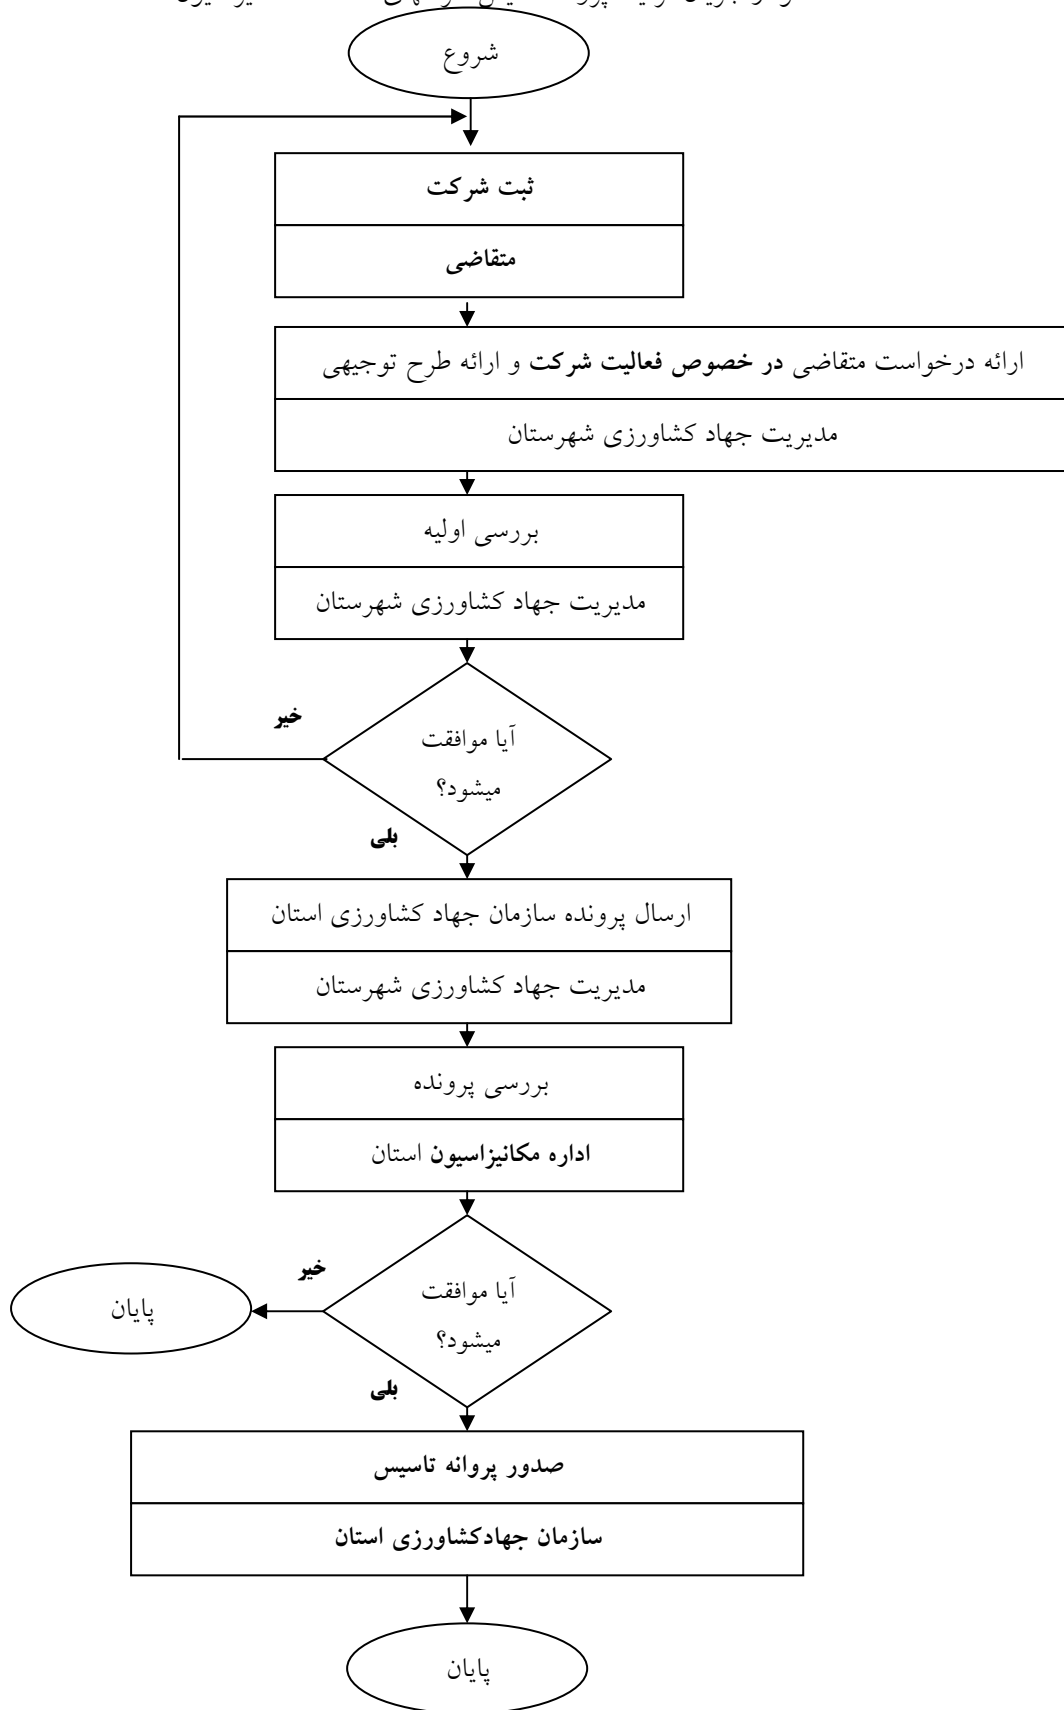 شروع
ثبت شرکت
متقاضی
ارائه درخواست متقاضی در خصوص فعالیت شرکت و ارائه طرح توجیهی
مدیریت جهاد کشاورزی شهرستان
بررسی اولیه
مدیریت جهاد کشاورزی شهرستان
خیر
آیا موافقت
میشود؟
بلی
ارسال پرونده سازمان جهاد کشاورزی استان
مدیریت جهاد کشاورزی شهرستان
بررسی پرونده
اداره مکانیزاسیون استان
خیر
آیا موافقت
میشود؟
پایان
بلی
صدور پروانه تاسیس
سازمان جهادکشاورزی استان
پایان